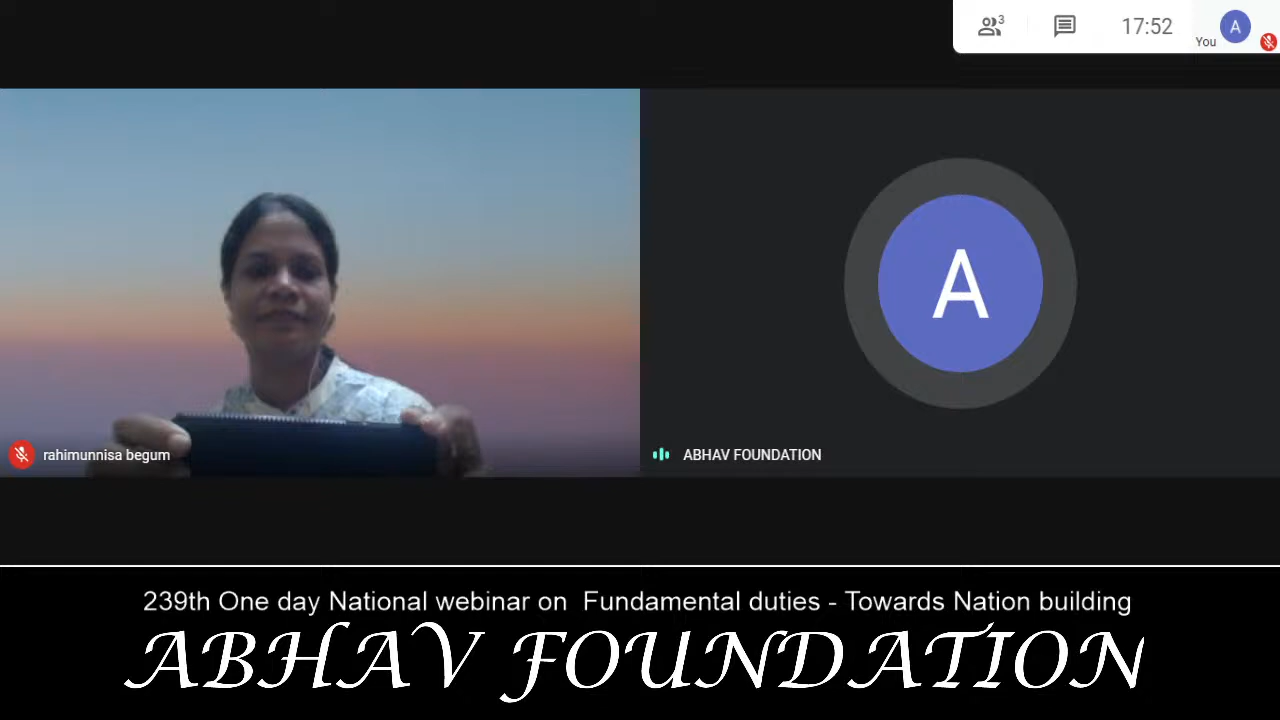 3
17:52
You
A
A
rahimunnisa begum
ABHAV FOUNDATION
239th One day National webinar on Fundamental duties - Towards Nation building
ABHAV FOUNDATION